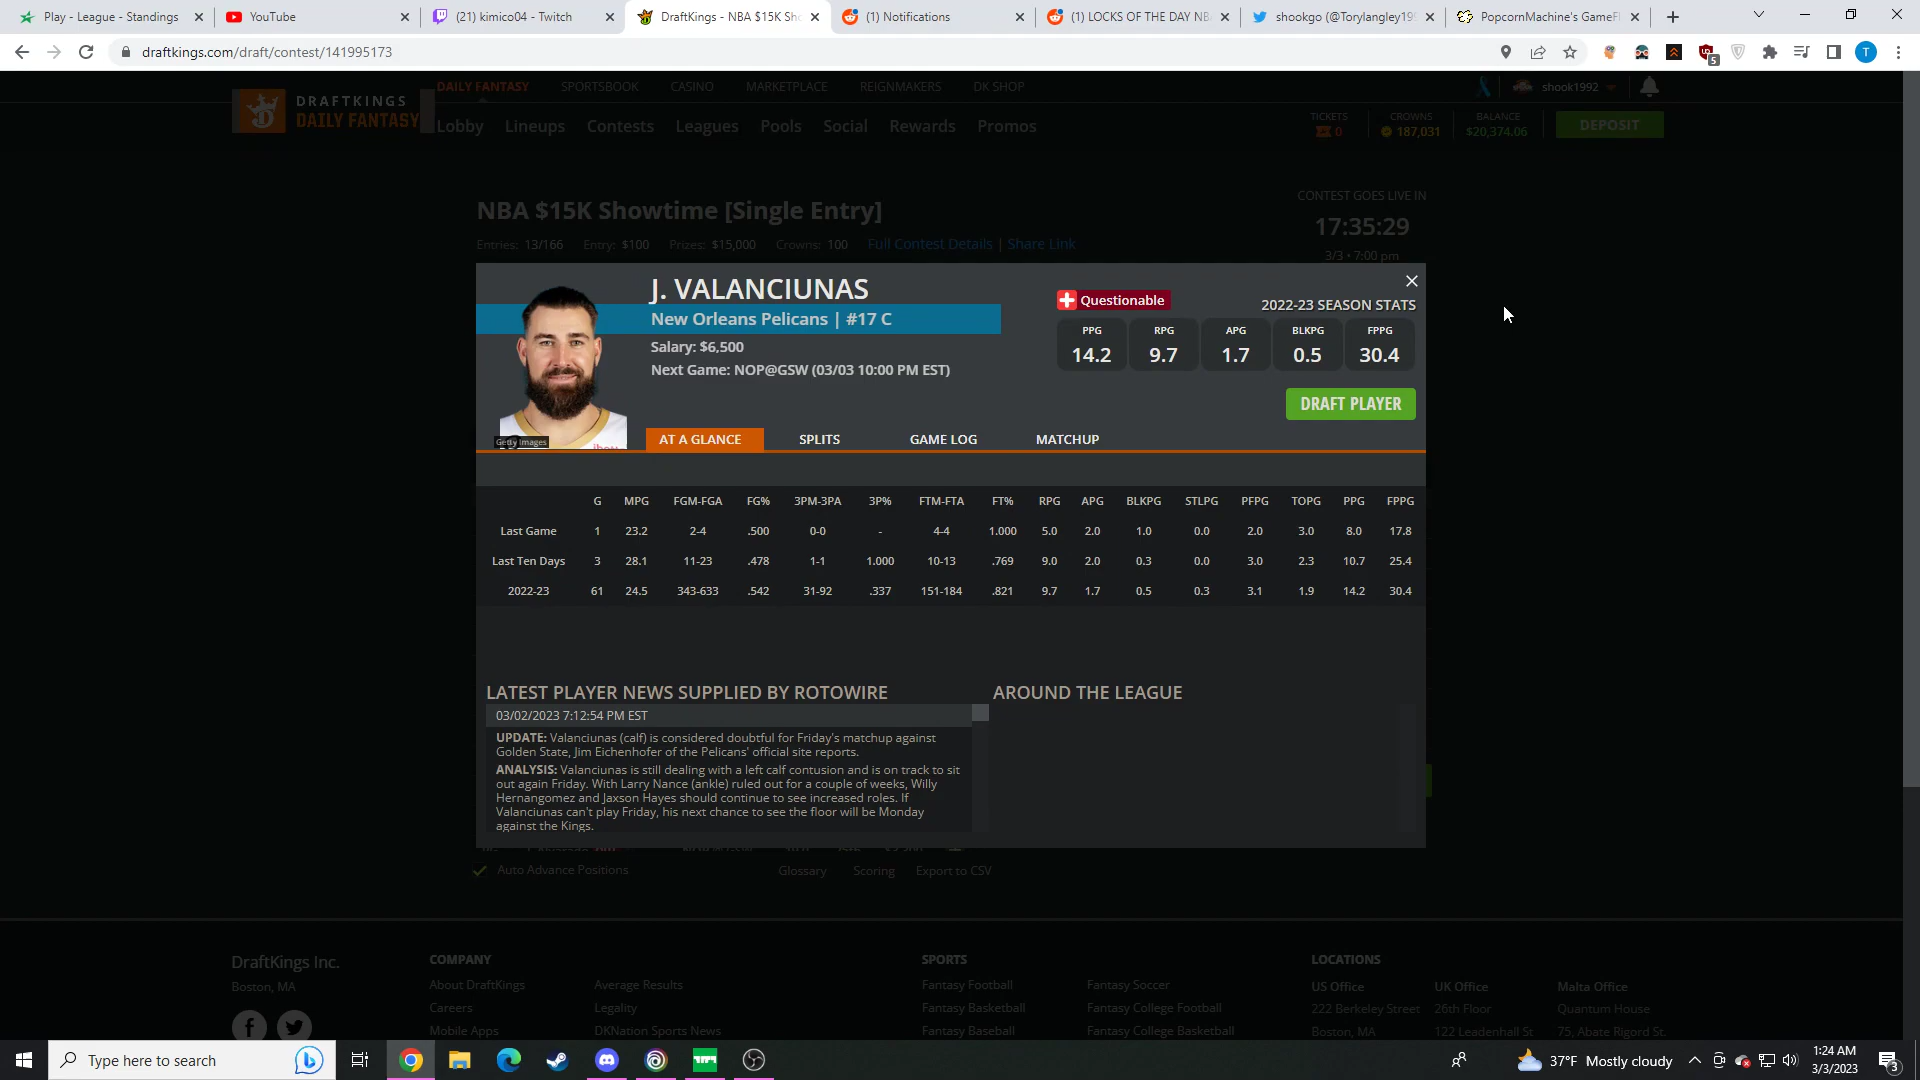 Play - League - Standings
YouTube
(21) kimico04 - Twitch
DraftKings - NBA $15K Sho
(1) Notifications
(1) LOCKS OF THE DAY NB
shookgo (@Torylangley199
PopcornMachine's GameFl
draftkings.com/draft/contest/141995173
5
T
DAILY FANTASY
SPORTSBOOK
CASINO
MARKETPLACE
REIGNMAKERS
DK SHOP
shook1992
DRAFTKINGS
DAILY FANTASY
Lobby
Lineups
Contests
Leagues
Pools
Social
Rewards
Promos
TICKETS
0
CROWNS
187,031
BALANCE
$20,374.06
DEPOSIT
NBA $15K Showtime [Single Entry]
CONTEST GOES LIVE IN
17:35:29
3/3 • 7:00 pm
Entries: 13/166 Entry: $100 Prizes: $15,000 Crowns: 100 Full Contest Details | Share Link
J. VALANCIUNAS
New Orleans Pelicans | #17 C
Salary: $6,500
Next Game: NOP@GSW (03/03 10:00 PM EST)
Getty Images
Questionable
2022-23 SEASON STATS
PPG RPG APG BLKPG FPPG
14.2 9.7 1.7 0.5 30.4
DRAFT PLAYER
AT A GLANCE SPLITS GAME LOG MATCHUP
G MPG FGM-FGA FG% 3PM-3PA 3P% FTM-FTA FT% RPG APG BLKPG STLPG PFPG TOPG PPG FPPG
Last Game 1 23.2 2-4 .500 0-0 - 4-4 1.000 5.0 2.0 1.0 0.0 2.0 3.0 8.0 17.8
Last Ten Days 3 28.1 11-23 .478 1-1 1.000 10-13 .769 9.0 2.0 0.3 0.0 3.0 2.3 10.7 25.4
2022-23 61 24.5 343-633 .542 31-92 .337 151-184 .821 9.7 1.7 0.5 0.3 3.1 1.9 14.2 30.4
LATEST PLAYER NEWS SUPPLIED BY ROTOWIRE
AROUND THE LEAGUE
03/02/2023 7:12:54 PM EST
UPDATE: Valanciunas (calf) is considered doubtful for Friday's matchup against
Golden State, Jim Eichenhofer of the Pelicans' official site reports.
ANALYSIS: Valanciunas is still dealing with a left calf contusion and is on track to sit
out again Friday. With Larry Nance (ankle) ruled out for a couple of weeks, Willy
Hernangomez and Jaxson Hayes should continue to see increased roles. If
Valanciunas can't play Friday, his next chance to see the floor will be Monday
against the Kings.
Auto Advance Positions
Glossary
Scoring
Export to CSV
DraftKings Inc.
Boston, MA
COMPANY
About DraftKings
Careers
Mobile Apps
Average Results
Legality
DKNation Sports News
SPORTS
Fantasy Football
Fantasy Basketball
Fantasy Baseball
Fantasy Soccer
Fantasy College Football
Fantasy College Basketball
LOCATIONS
US Office
222 Berkeley Street
Boston, MA
UK Office
26th Floor
122 Leadenhall St
Malta Office
Quantum House
75, Abate Rigord St.
Type here to search
37°F Mostly cloudy
1:24 AM
3/3/2023
3